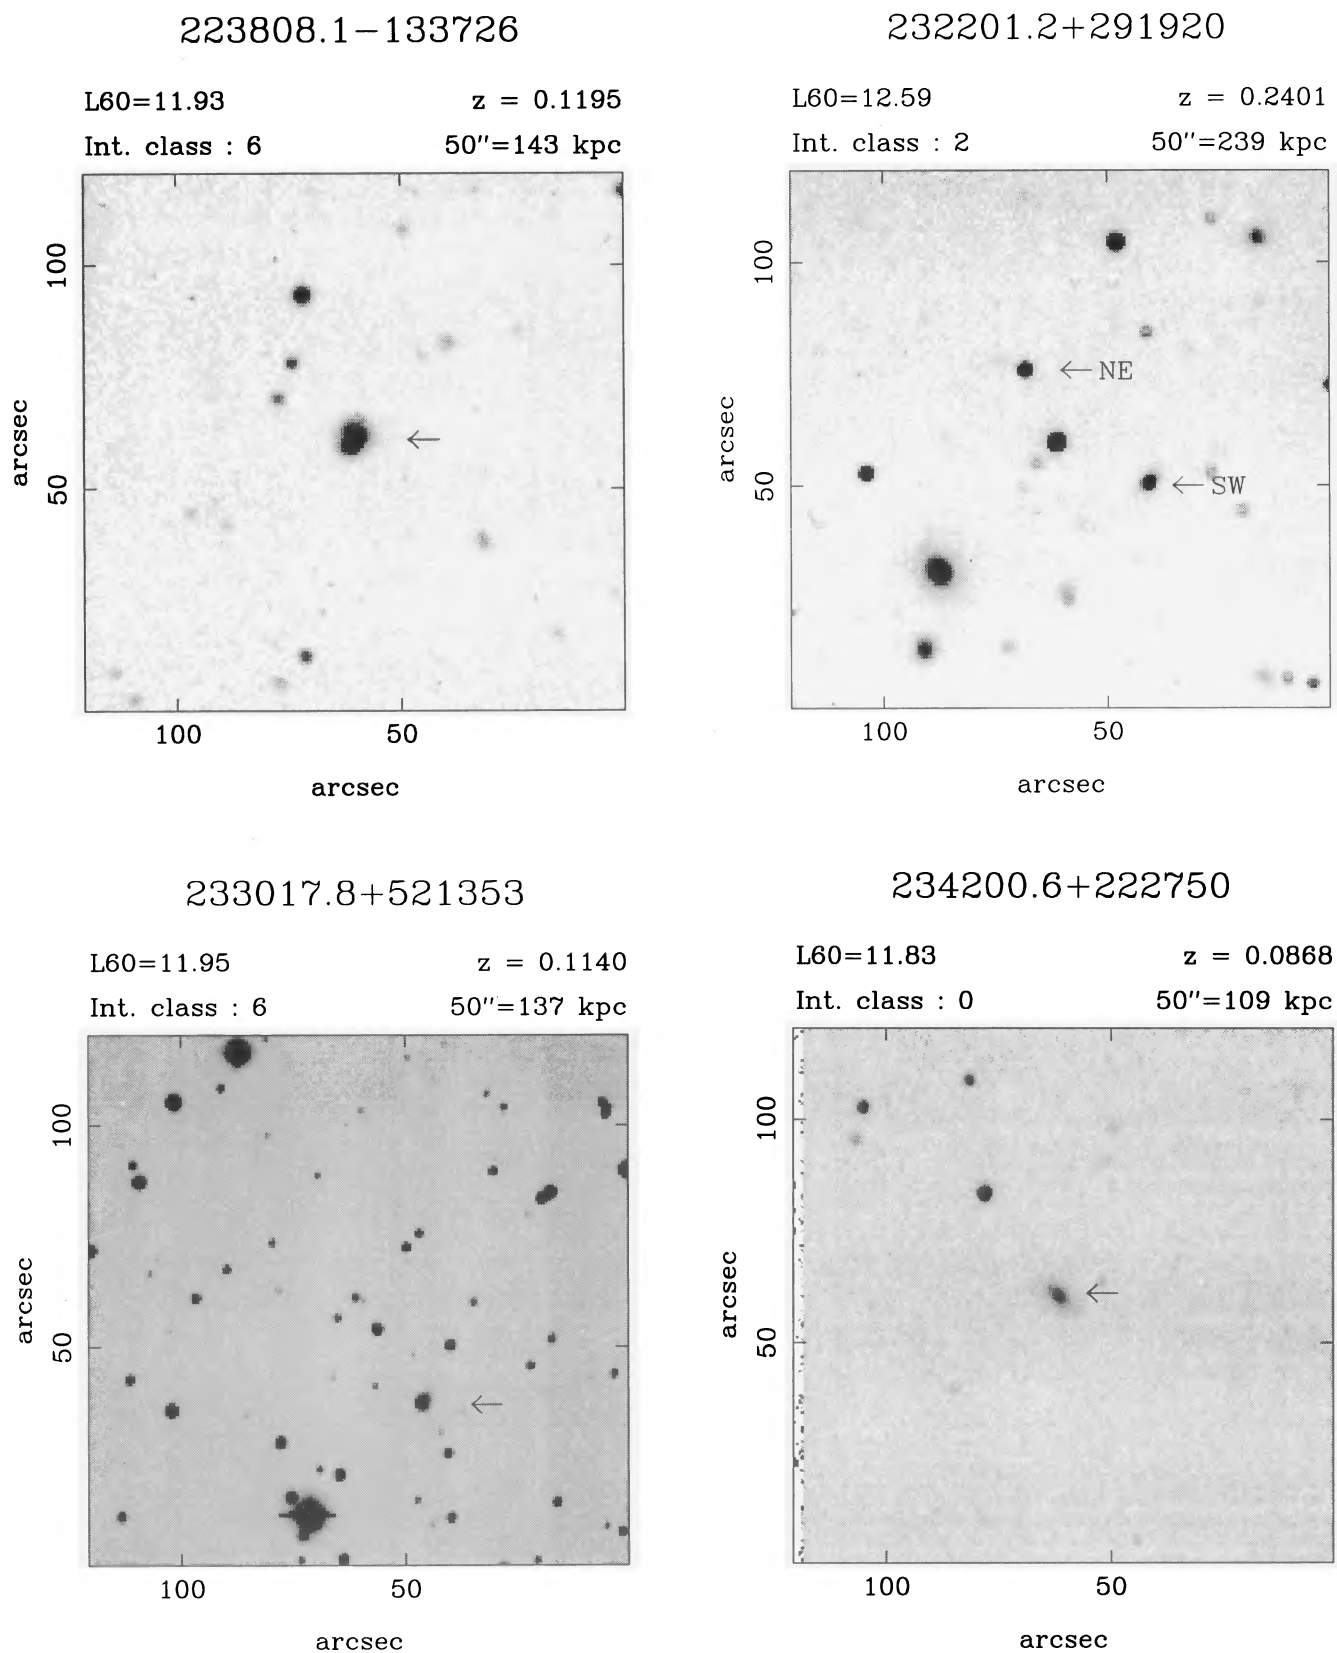 223808.1−133726
L60=11.93 z = 0.1195
Int. class : 6 50″=143 kpc
100
50
arcsec
100 50
arcsec
232201.2+291920
L60=12.59 z = 0.2401
Int. class : 2 50″=239 kpc
100
50
arcsec
← NE
← SW
100 50
arcsec
233017.8+521353
L60=11.95 z = 0.1140
Int. class : 6 50″=137 kpc
100
50
arcsec
100 50
arcsec
234200.6+222750
L60=11.83 z = 0.0868
Int. class : 0 50″=109 kpc
100
50
arcsec
100 50
arcsec